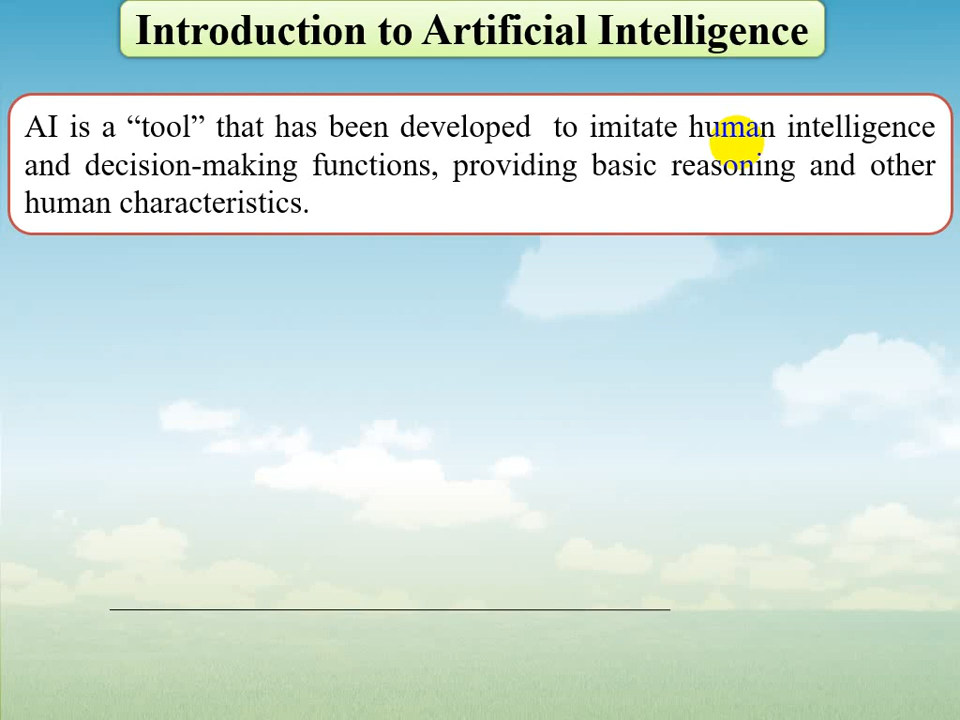 Introduction to Artificial Intelligence
AI is a “tool” that has been developed  to imitate human intelligence
and decision-making functions, providing basic reasoning and other
human characteristics.